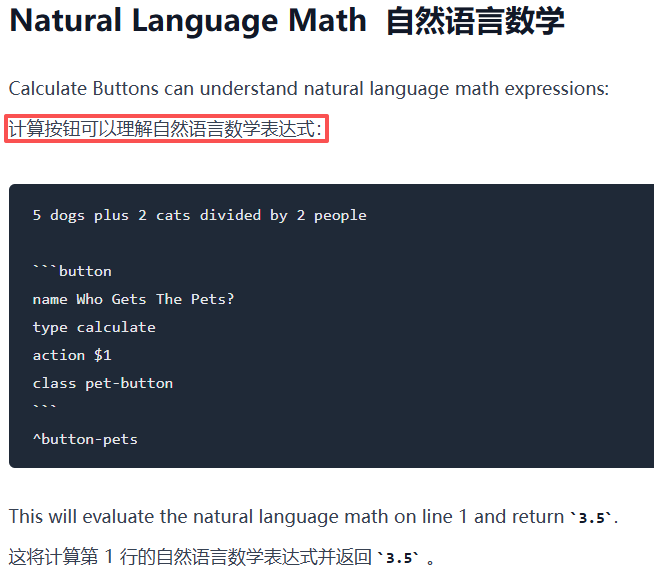 Natural Language Math 自然语言数学
Calculate Buttons can understand natural language math expressions:
计算按钮可以理解自然语言数学表达式：
5 dogs plus 2 cats divided by 2 people
```button
name Who Gets The Pets?
type calculate
action $1
class pet-button
```
^button-pets
This will evaluate the natural language math on line 1 and return `3.5`.
这将计算第 1 行的自然语言数学表达式并返回 `3.5` 。